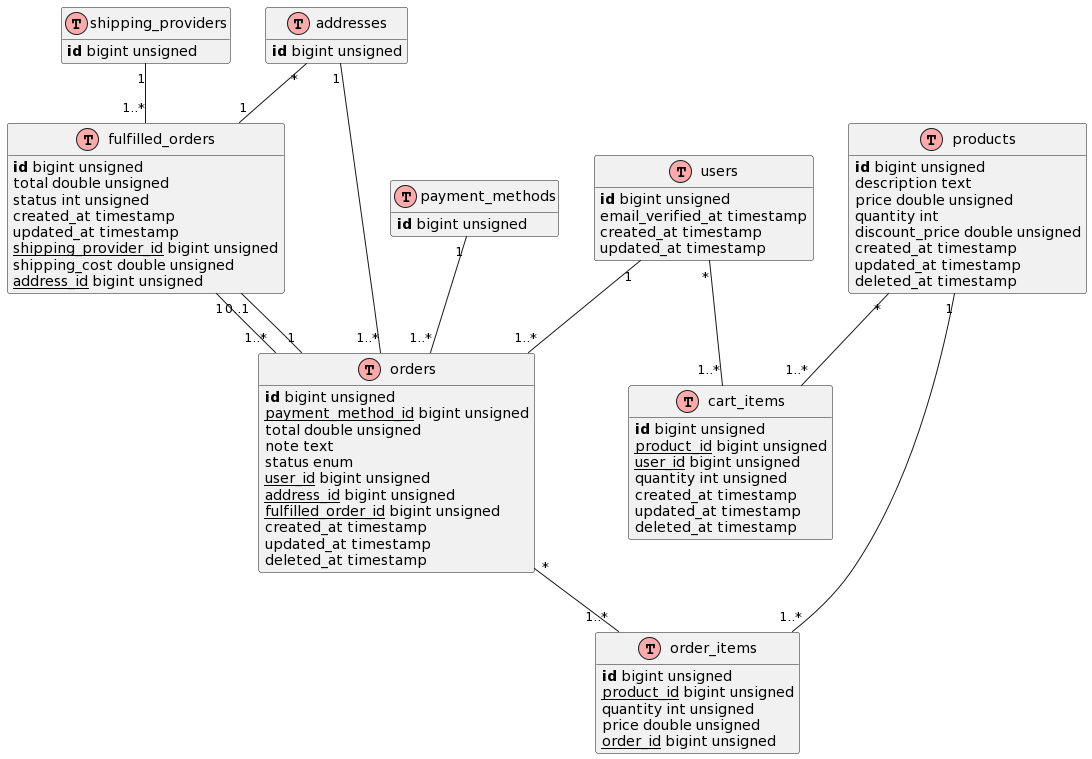 T shipping_providers
id bigint unsigned
T addresses
id bigint unsigned
1
*
1
1..*
1
T fulfilled_orders
id bigint unsigned
total double unsigned
status int unsigned
created_at timestamp
updated_at timestamp
shipping_provider_id bigint unsigned
shipping_cost double unsigned
address_id bigint unsigned
T payment_methods
id bigint unsigned
T users
id bigint unsigned
email_verified_at timestamp
created_at timestamp
updated_at timestamp
T products
id bigint unsigned
description text
price double unsigned
quantity int
discount_price double unsigned
created_at timestamp
updated_at timestamp
deleted_at timestamp
1
1
*
1
0..1
*
1
1..*
1
1..*
1..*
1..*
1..*
1..*
T orders
id bigint unsigned
payment_method_id bigint unsigned
total double unsigned
note text
status enum
user_id bigint unsigned
address_id bigint unsigned
fulfilled_order_id bigint unsigned
created_at timestamp
updated_at timestamp
deleted_at timestamp
T cart_items
id bigint unsigned
product_id bigint unsigned
user_id bigint unsigned
quantity int unsigned
created_at timestamp
updated_at timestamp
deleted_at timestamp
*
1..*
1..*
T order_items
id bigint unsigned
product_id bigint unsigned
quantity int unsigned
price double unsigned
order_id bigint unsigned